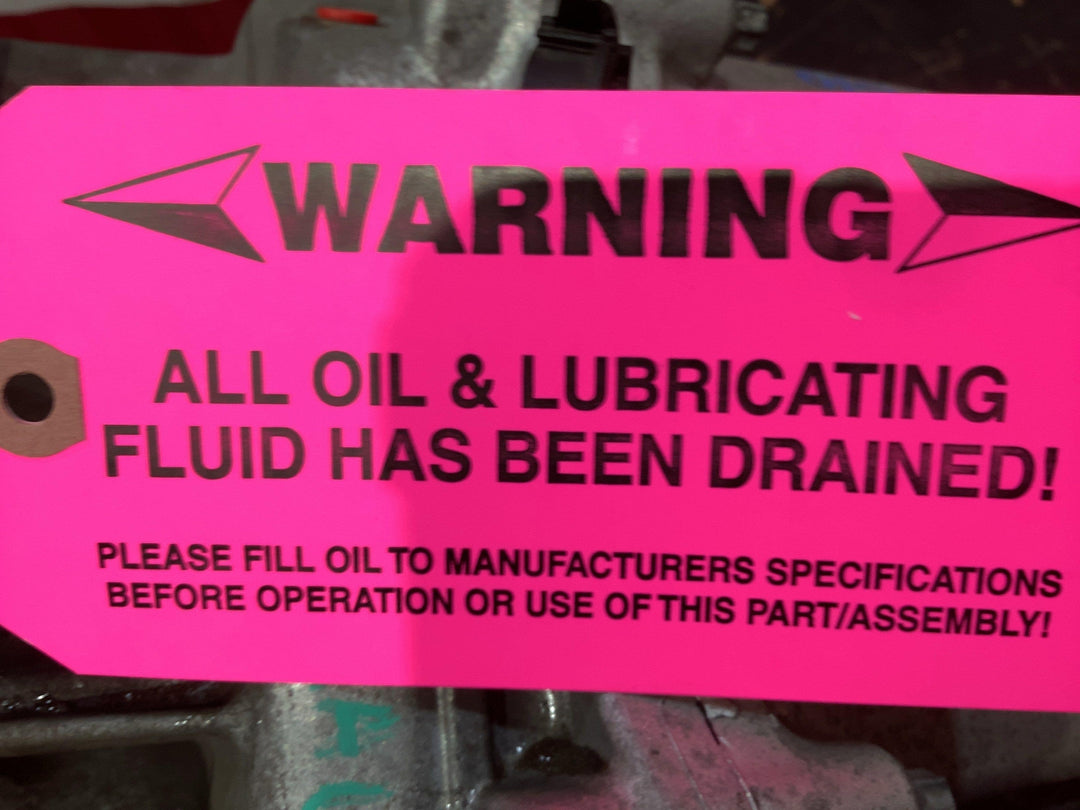 WARNING
ALL OIL & LUBRICATING
FLUID HAS BEEN DRAINED!
PLEASE FILL OIL TO MANUFACTURERS SPECIFICATIONS
BEFORE OPERATION OR USE OF THIS PART/ASSEMBLY!